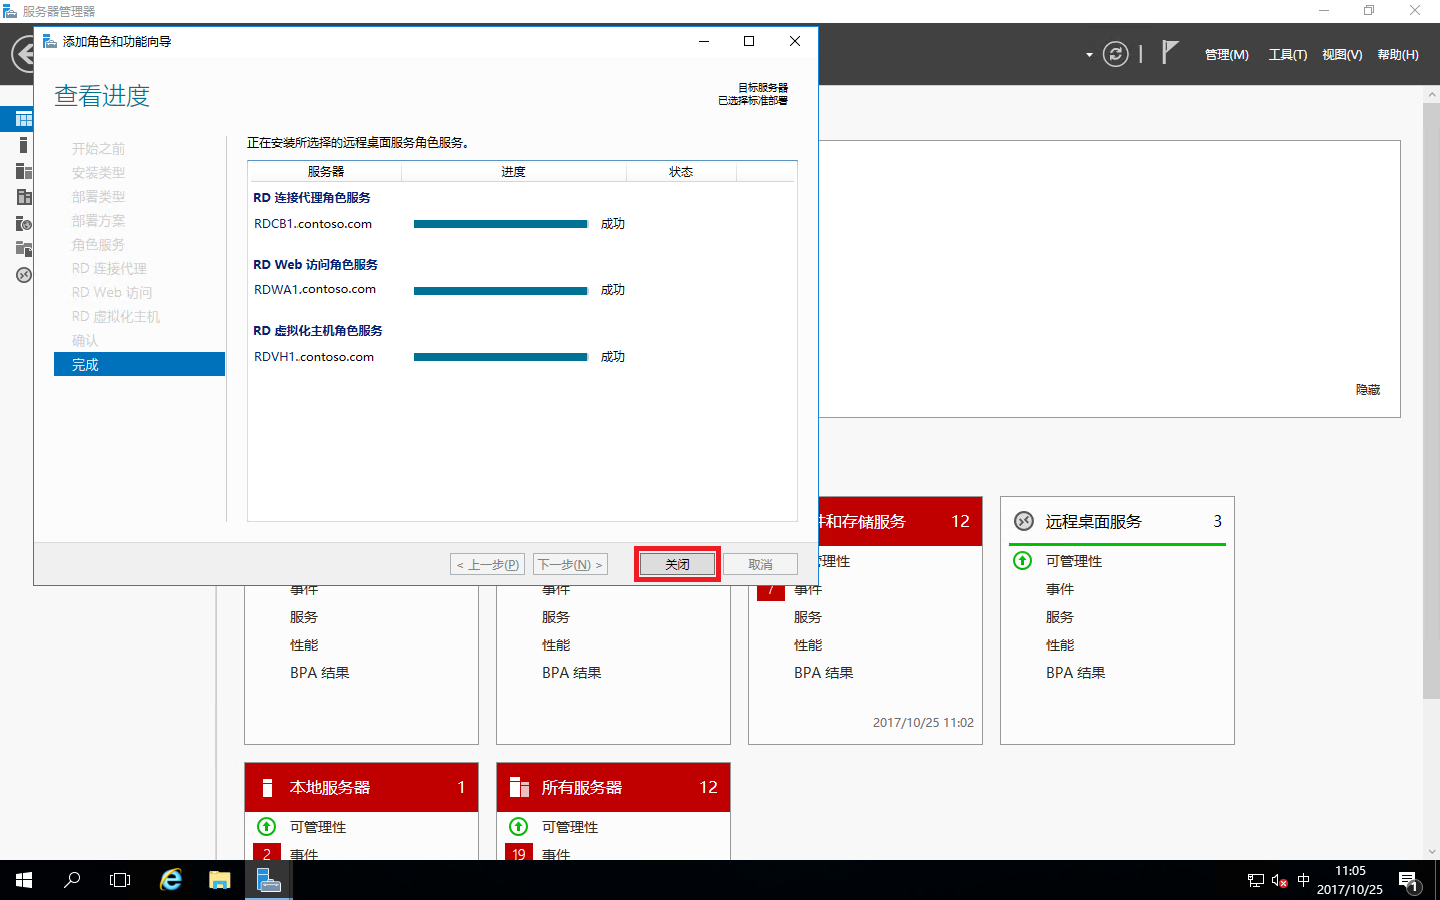 服务器管理器
管理(M)
工具(T)
视图(V)
帮助(H)
添加角色和功能向导
查看进度
目标服务器
已选择标准部署
开始之前
安装类型
部署类型
部署方案
角色服务
RD 连接代理
RD Web 访问
RD 虚拟化主机
确认
完成
正在安装所选择的远程桌面服务角色服务。
服务器 进度 状态
RD 连接代理角色服务
RDCB1.contoso.com 成功
RD Web 访问角色服务
RDWA1.contoso.com 成功
RD 虚拟化主机角色服务
RDVH1.contoso.com 成功
< 上一步(P) 下一步(N) > 关闭 取消
隐藏
事件
服务
性能
BPA 结果
事件
服务
性能
BPA 结果
件和存储服务 12
管理性
7 事件
服务
性能
BPA 结果
2017/10/25 11:02
远程桌面服务 3
可管理性
事件
服务
性能
BPA 结果
本地服务器 1
可管理性
2 事件
所有服务器 12
可管理性
19 事件
中
11:05
2017/10/25
1